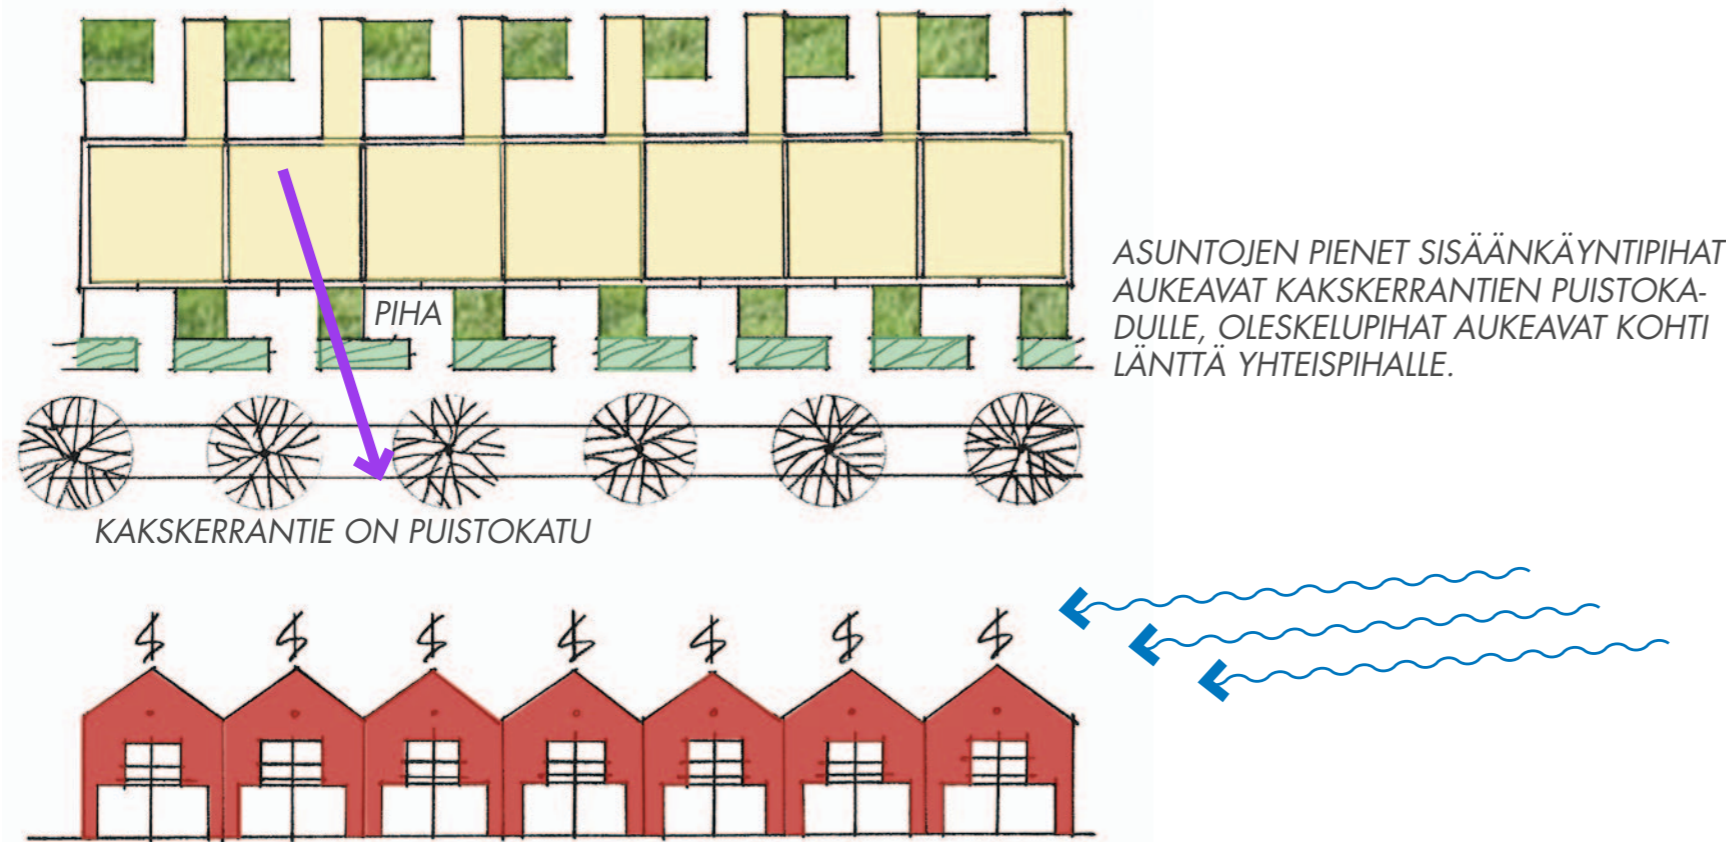 PIHA
ASUNTOJEN PIENET SISÄÄNKÄYNTIPIHAT
AUKEAVAT KAKSKERRANTIEN PUISTOKA-
DULLE, OLESKELUPIHAT AUKEAVAT KOHTI
LÄNTTÄ YHTEISPIHALLE.
KAKSKERRANTIE ON PUISTOKATU